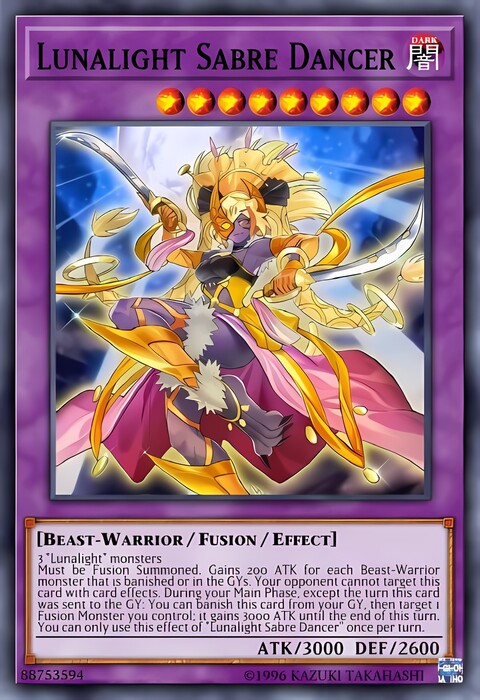 LUNALIGHT SABRE DANCER
DARK
闇
[BEAST-WARRIOR / FUSION / EFFECT]
3 "Lunalight" monsters
Must be Fusion Summoned. Gains 200 ATK for each Beast-Warrior
monster that is banished or in the GYs. Your opponent cannot target this
card with card effects. During your Main Phase, except the turn this card
was sent to the GY: You can banish this card from your GY, then target 1
Fusion Monster you control; it gains 3000 ATK until the end of this turn.
You can only use this effect of "Lunalight Sabre Dancer" once per turn.
ATK/3000 DEF/2600
88753594
©1996 KAZUKI TAKAHASHI